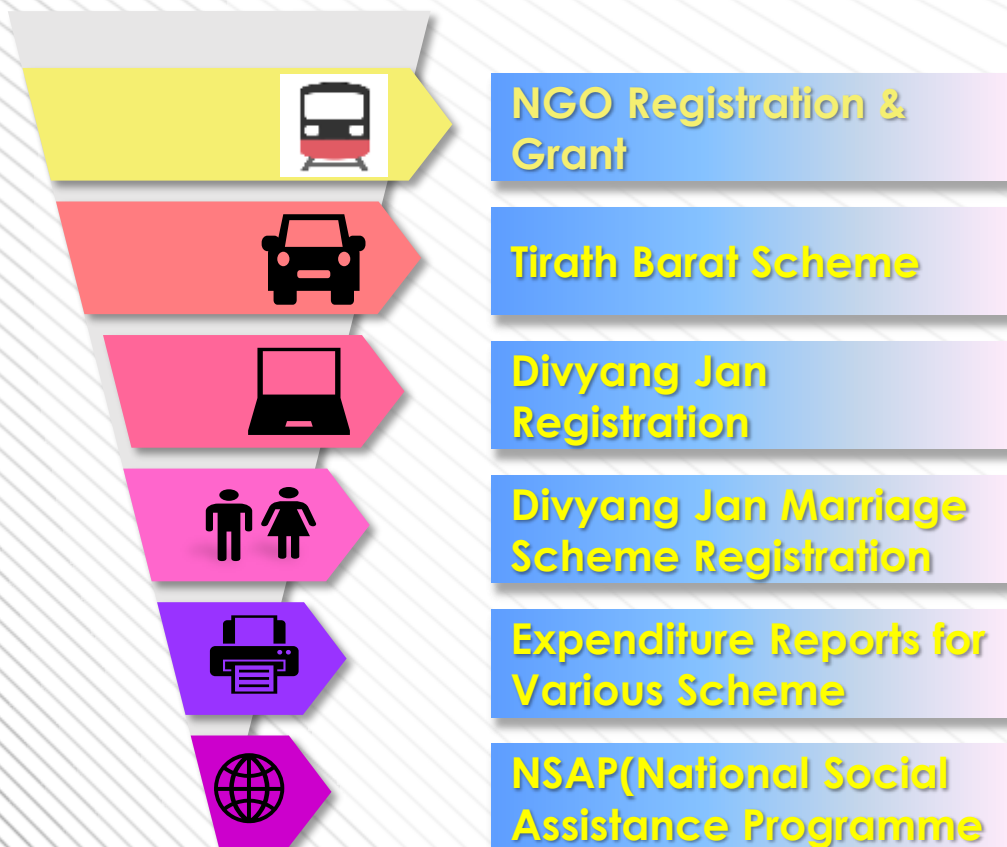 NGO Registration &
Grant
Tirath Barat Scheme
Divyang Jan
Registration
Divyang Jan Marriage
Scheme Registration
Expenditure Reports for
Various Scheme
NSAP(National Social
Assistance Programme